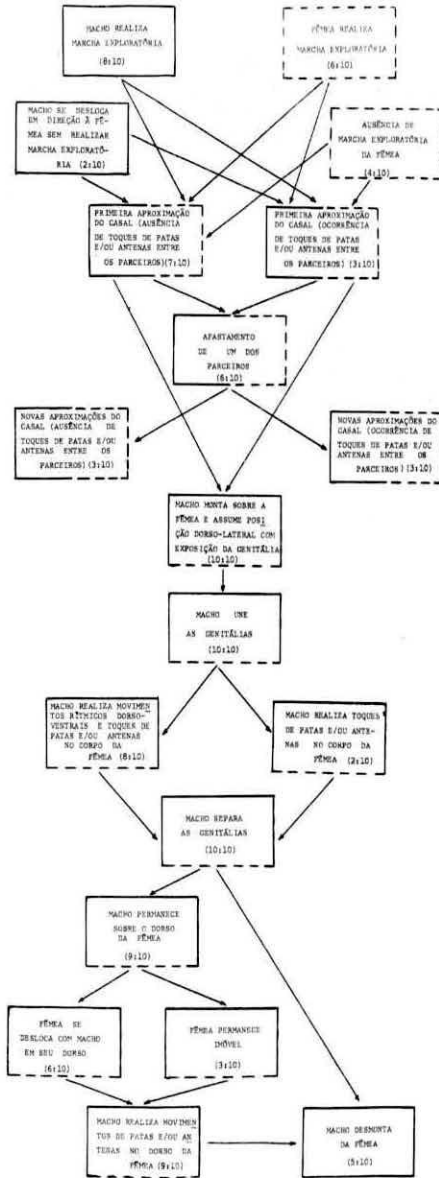 MACHO REALIZA
MARCHA EXPLORATÓRIA
(8:10)
FÊMEA REALIZA
MARCHA EXPLORATÓRIA
(6:10)
MACHO SE DESLOCA
EM DIREÇÃO À FÊ-
MEA SEM REALIZAR
MARCHA EXPLORATÓ-
RIA (2:10)
AUSÊNCIA DE
MARCHA EXPLORATÓRIA
DA FÊMEA
(4:10)
PRIMEIRA APROXIMAÇÃO
DO CASAL (AUSÊNCIA
DE TOQUES DE PATAS
E/OU ANTENAS ENTRE
OS PARCEIROS)(7:10)
PRIMEIRA APROXIMAÇÃO
DO CASAL (OCORRÊNCIA
DE TOQUES DE PATAS
E/OU ANTENAS ENTRE
OS PARCEIROS) (3:10)
AFASTAMENTO
DE UM DOS
PARCEIROS
(6:10)
NOVAS APROXIMAÇÕES DO
CASAL (AUSÊNCIA DE
TOQUES DE PATAS E/OU
ANTENAS ENTRE OS
PARCEIROS) (3:10)
NOVAS APROXIMAÇÕES DO
CASAL (OCORRÊNCIA DE
TOQUES DE PATAS E/OU
ANTENAS ENTRE OS
PARCEIROS) (3:10)
MACHO MONTA SOBRE A
FÊMEA E ASSUME POSI
ÇÃO DORSO-LATERAL COM
EXPOSIÇÃO DA GENITÁLIA
(10:10)
MACHO UNE
AS GENITÁLIAS
(10:10)
MACHO REALIZA MOVIMEN
TOS RÍTMICOS DORSO-
VENTRAIS E TOQUES DE
PATAS E/OU ANTENAS
NO CORPO DA
FÊMEA (8:10)
MACHO REALIZA TOQUES
DE PATAS E/OU ANTE-
NAS NO CORPO DA
FÊMEA (2:10)
MACHO SEPARA
AS GENITÁLIAS
(10:10)
MACHO PERMANECE
SOBRE O DORSO
DA FÊMEA
(9:10)
FÊMEA SE
DESLOCA COM MACHO
EM SEU DORSO
(6:10)
FÊMEA PERMANECE
IMÓVEL
(3:10)
MACHO REALIZA MOVIMEN
TOS DE PATAS E/OU AN
TENAS NO DORSO DA
FÊMEA (9:10)
MACHO DESMONTA
DA FÊMEA
(5:10)